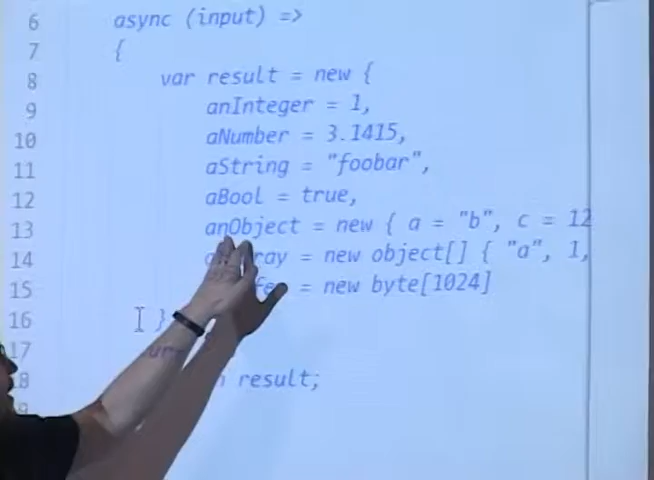 6 async (input) =>
7 {
8 var result = new {
9 anInteger = 1,
10 aNumber = 3.1415,
11 aString = "foobar",
12 aBool = true,
13 anObject = new { a = "b", c = 12
14 = new object[] { "a", 1,
15 = new byte[1024]
16 }
17
18 result;